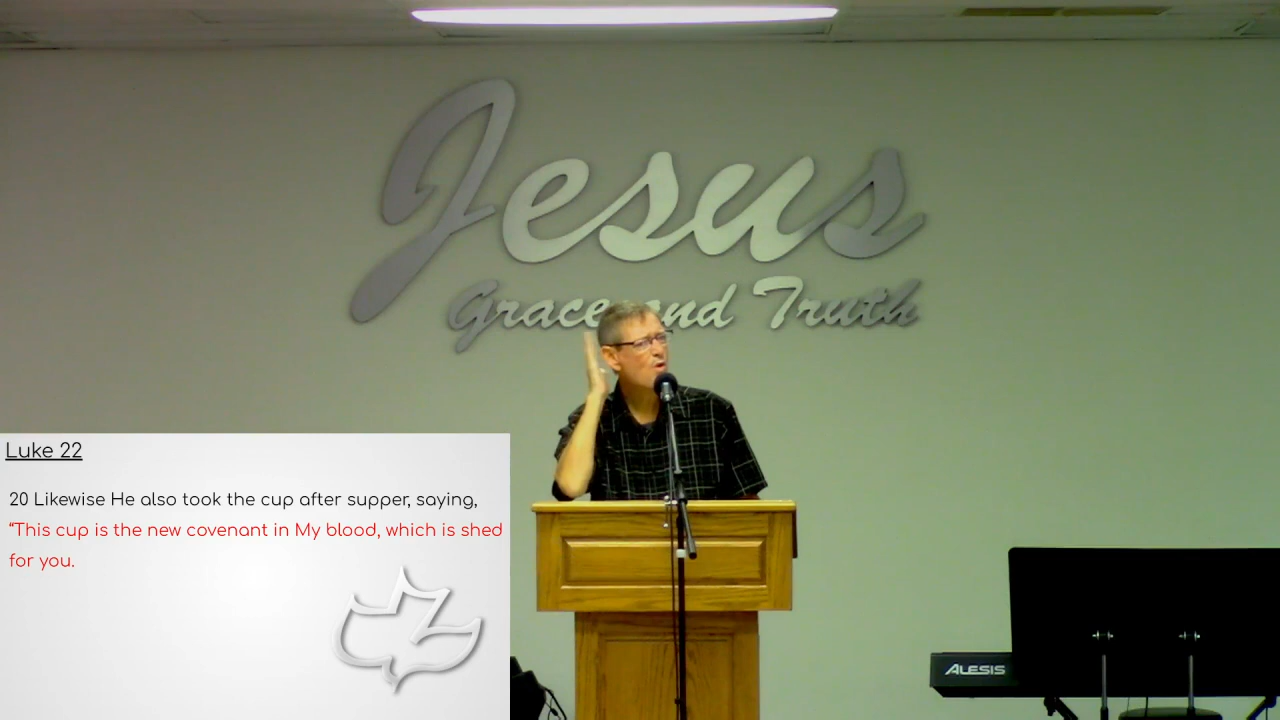 Jesus
Grace and Truth
Luke 22
20 Likewise He also took the cup after supper, saying,
“This cup is the new covenant in My blood, which is shed
for you.
ALESIS